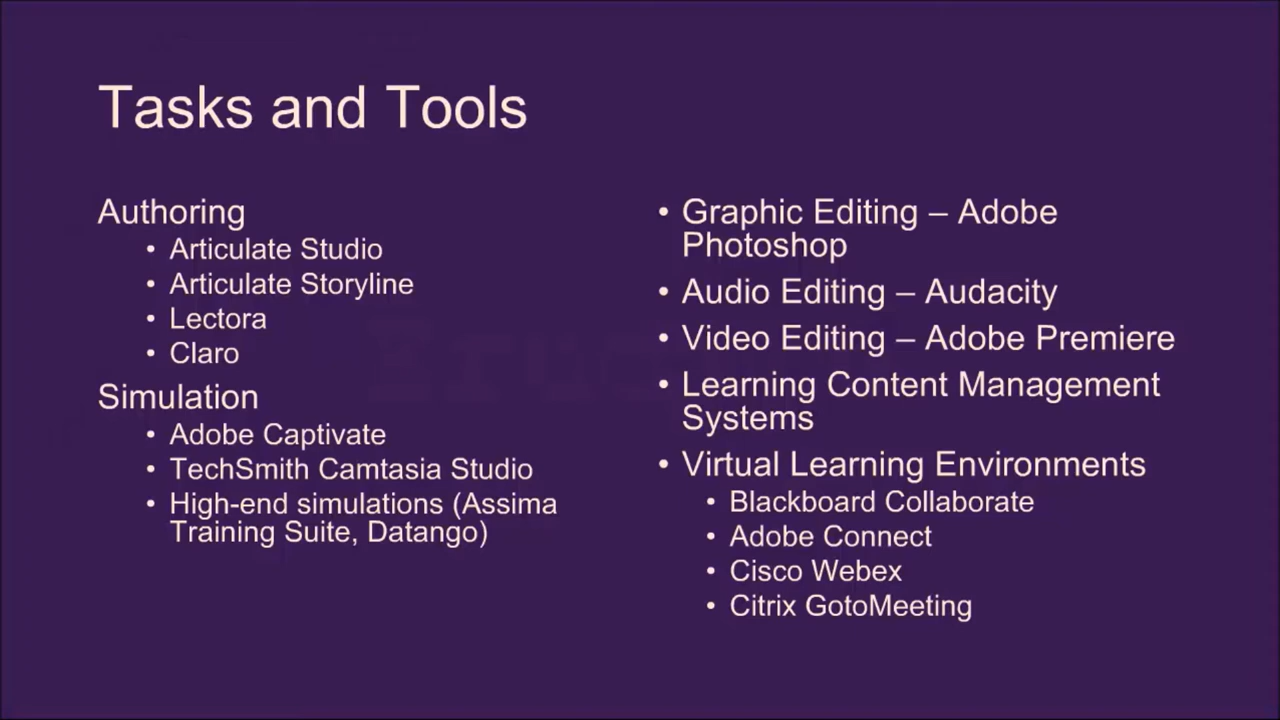 Tasks and Tools
Authoring
• Articulate Studio
• Articulate Storyline
• Lectora
• Claro
Simulation
• Adobe Captivate
• TechSmith Camtasia Studio
• High-end simulations (Assima
Training Suite, Datango)
• Graphic Editing – Adobe
Photoshop
• Audio Editing – Audacity
• Video Editing – Adobe Premiere
• Learning Content Management
Systems
• Virtual Learning Environments
• Blackboard Collaborate
• Adobe Connect
• Cisco Webex
• Citrix GotoMeeting